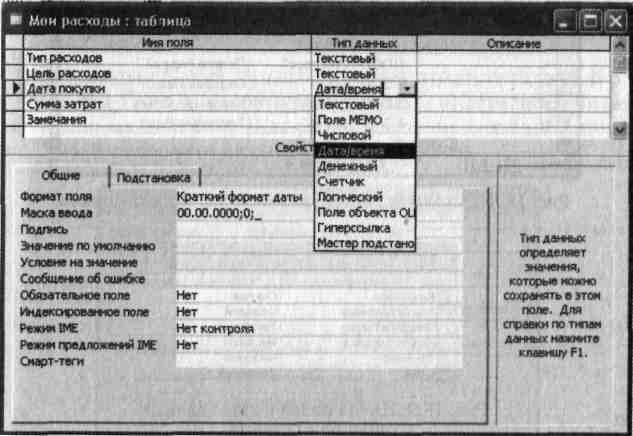 Мои расходы : таблица
Имя поля Тип данных Описание
Тип расходов Текстовый
Цель расходов Текстовый
Дата покупки Дата/время
Сумма затрат Текстовый
Замечания Поле МЕМО
Числовой
Свойст Дата/время
Денежный
Общие Подстановка Счетчик
Формат поля Краткий формат даты Логический
Маска ввода 00.00.0000;0;_ Поле объекта OLI
Подпись Гиперссылка
Значение по умолчанию Мастер подстано
Условие на значение
Сообщение об ошибке
Обязательное поле Нет
Индексированное поле Нет
Режим IME Нет контроля
Режим предложений IME Нет
Смарт-теги
Тип данных
определяет
значения,
которые можно
сохранять в этом
поле. Для
справки по типам
данных нажмите
клавишу F1.